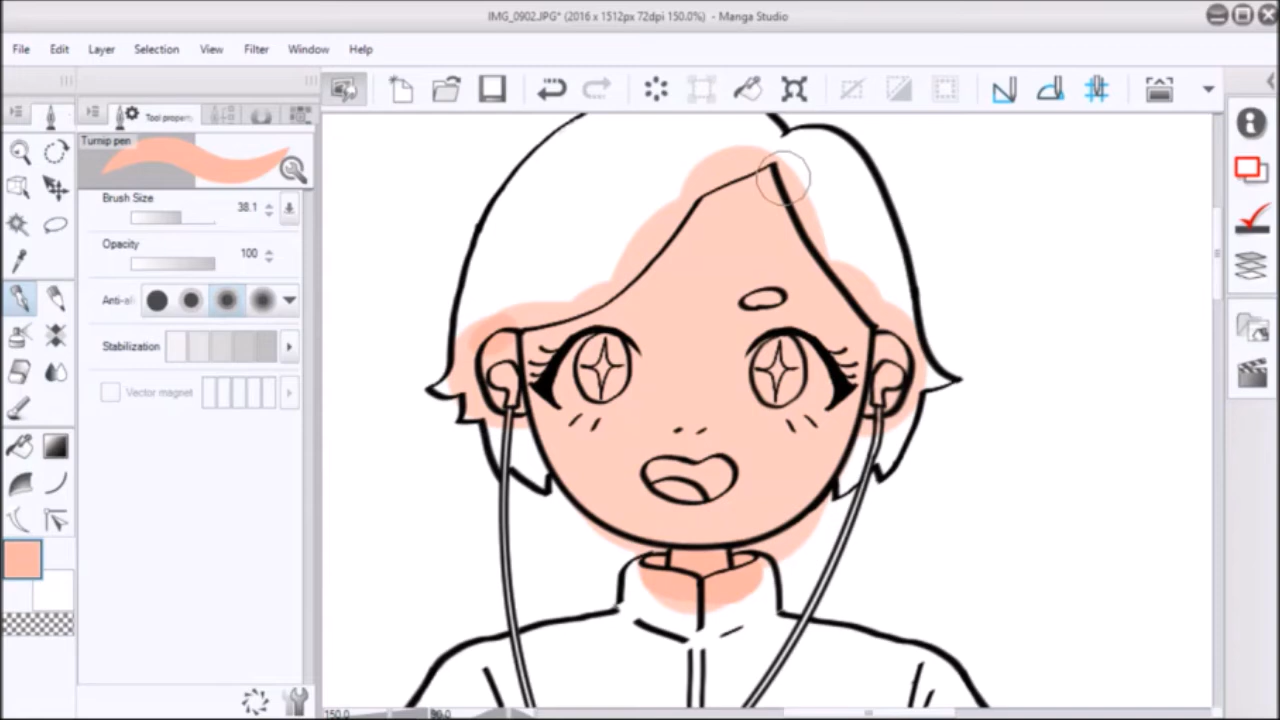 IMG_0902.JPG* (2016 x 1512px 72dpi 150.0%) - Manga Studio
File Edit Layer Selection View Filter Window Help
Tool property
Turnip pen
Brush Size 38.1
Opacity 100
Stabilization
Vector magnet
150.0